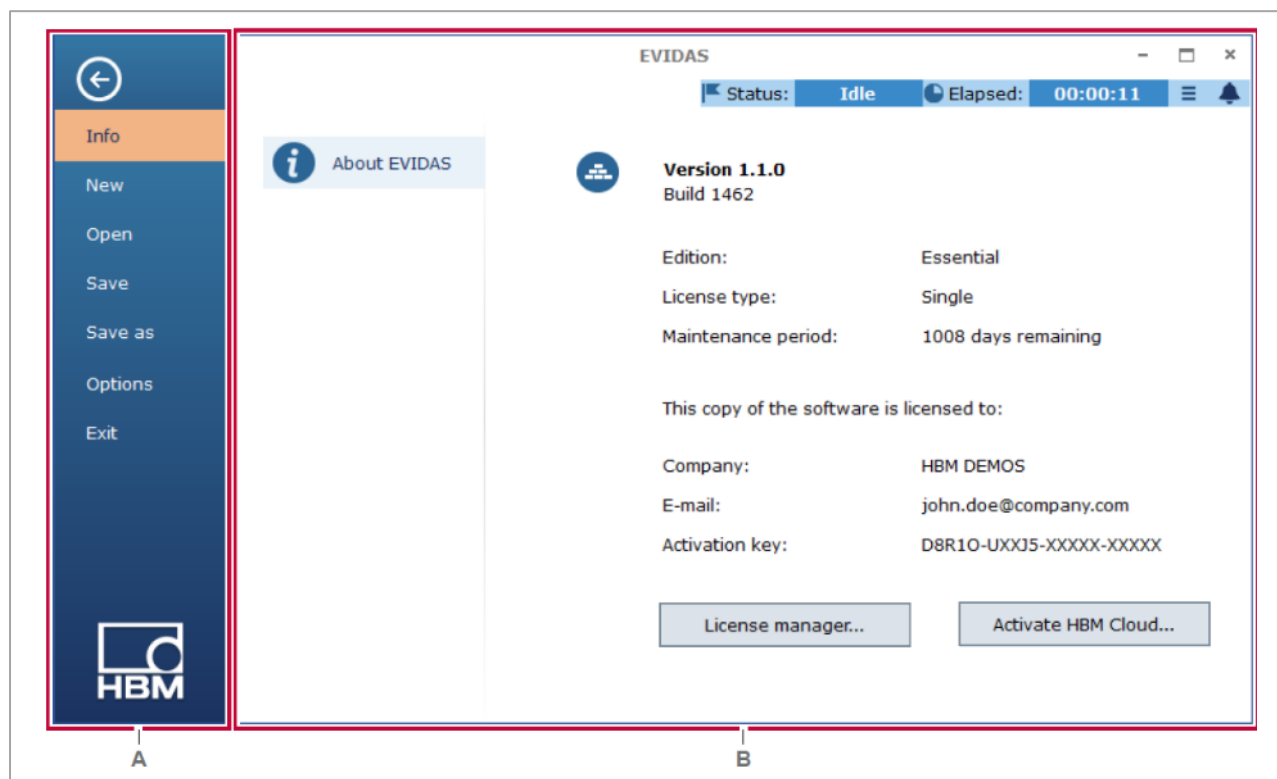 EVIDAS
Status: Idle Elapsed: 00:00:11
Info
New
Open
Save
Save as
Options
Exit
HBM
About EVIDAS
Version 1.1.0
Build 1462
Edition: Essential
License type: Single
Maintenance period: 1008 days remaining
This copy of the software is licensed to:
Company: HBM DEMOS
E-mail: john.doe@company.com
Activation key: D8R1O-UXXJ5-XXXXX-XXXXX
License manager... Activate HBM Cloud...
A B